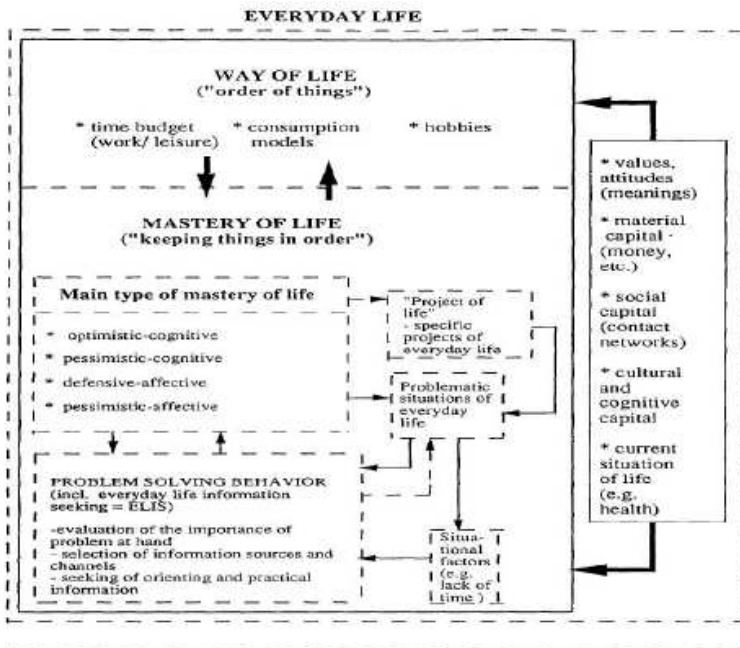 EVERYDAY LIFE
WAY OF LIFE
("order of things")
* time budget
(work/ leisure)
* consumption
models
* hobbies
MASTERY OF LIFE
("keeping things in order")
Main type of mastery of life
* optimistic-cognitive
* pessimistic-cognitive
* defensive-affective
* pessimistic-affective
"Project of
life"
- specific
projects of
everyday life
Problematic
situations of
everyday
life
PROBLEM SOLVING BEHAVIOR
(incl. everyday life information
seeking = ELIS)
-evaluation of the importance of
problem at hand
- selection of information sources and
channels
- seeking of orienting and practical
information
Situa-
tional
factors
(e.g.
lack of
time )
* values,
attitudes
(meanings)
* material
capital -
(money,
etc.)
* social
capital
(contact
networks)
* cultural
and
cognitive
capital
* current
situation
of life
(e.g.
health)